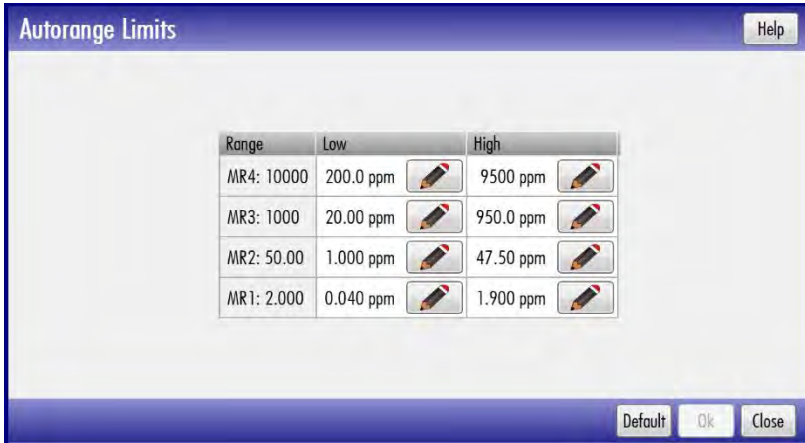 Autorange Limits Help
Range Low High
MR4: 10000 200.0 ppm 9500 ppm
MR3: 1000 20.00 ppm 950.0 ppm
MR2: 50.00 1.000 ppm 47.50 ppm
MR1: 2.000 0.040 ppm 1.900 ppm
Default Ok Close